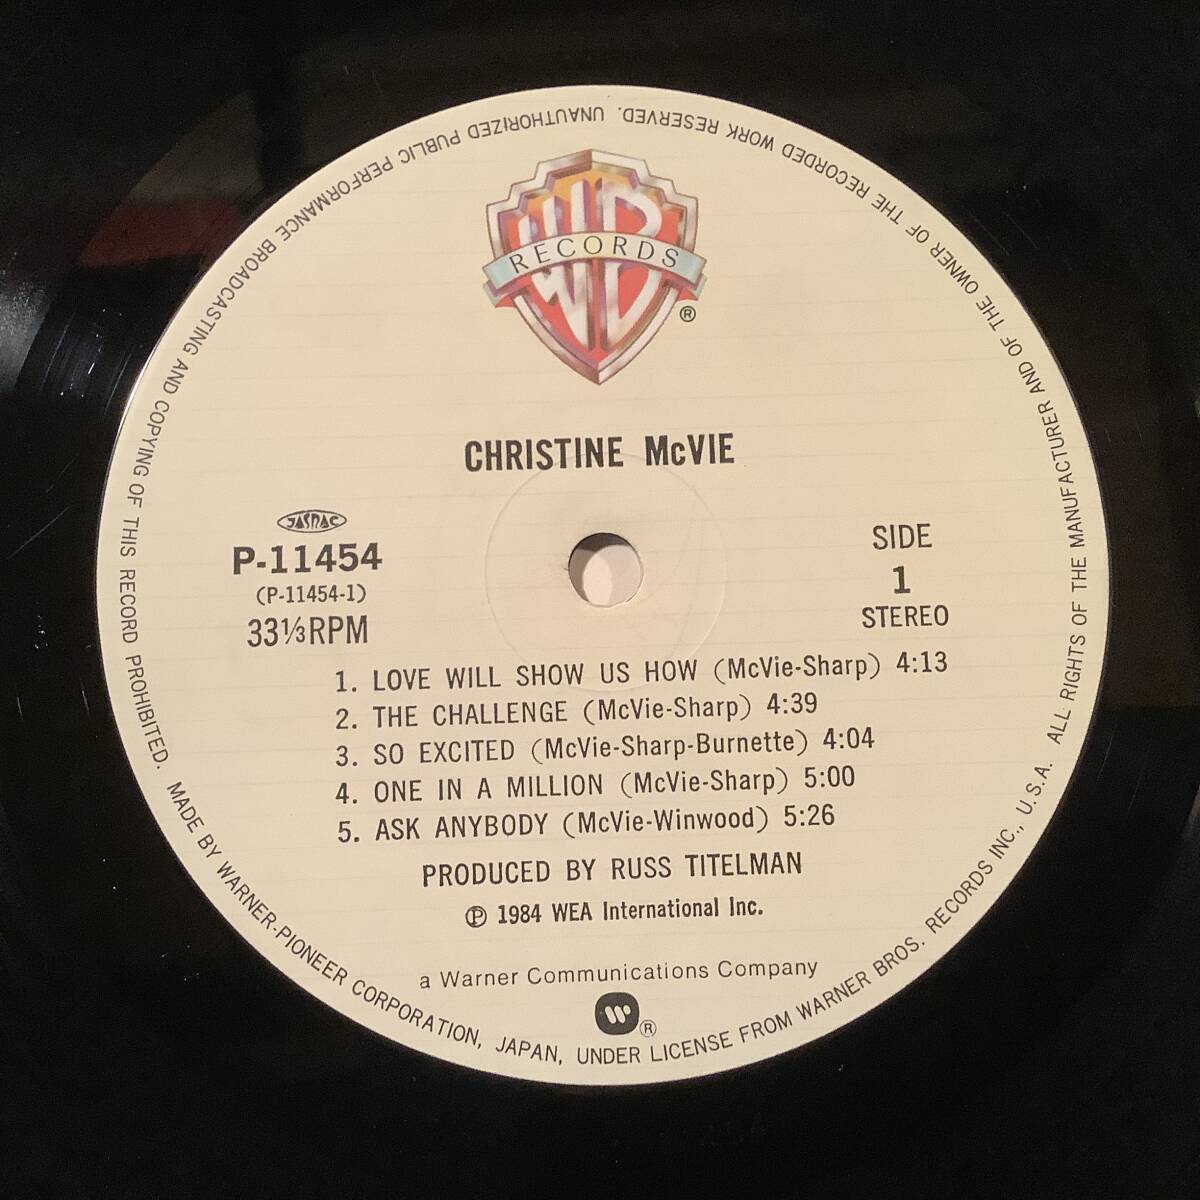 WB
RECORDS
®
CHRISTINE McVIE
JASRAC
P-11454
(P-11454-1)
33⅓RPM
SIDE
1
STEREO
1. LOVE WILL SHOW US HOW (McVie-Sharp) 4:13
2. THE CHALLENGE (McVie-Sharp) 4:39
3. SO EXCITED (McVie-Sharp-Burnette) 4:04
4. ONE IN A MILLION (McVie-Sharp) 5:00
5. ASK ANYBODY (McVie-Winwood) 5:26
PRODUCED BY RUSS TITELMAN
℗ 1984 WEA International Inc.
a Warner Communications Company
®
MADE BY WARNER-PIONEER CORPORATION, JAPAN, UNDER LICENSE FROM WARNER BROS. RECORDS INC., U.S.A. ALL RIGHTS OF THE MANUFACTURER AND OF THE OWNER OF THE RECORDED WORK RESERVED. UNAUTHORIZED PUBLIC PERFORMANCE BROADCASTING AND COPYING OF THIS RECORD PROHIBITED.